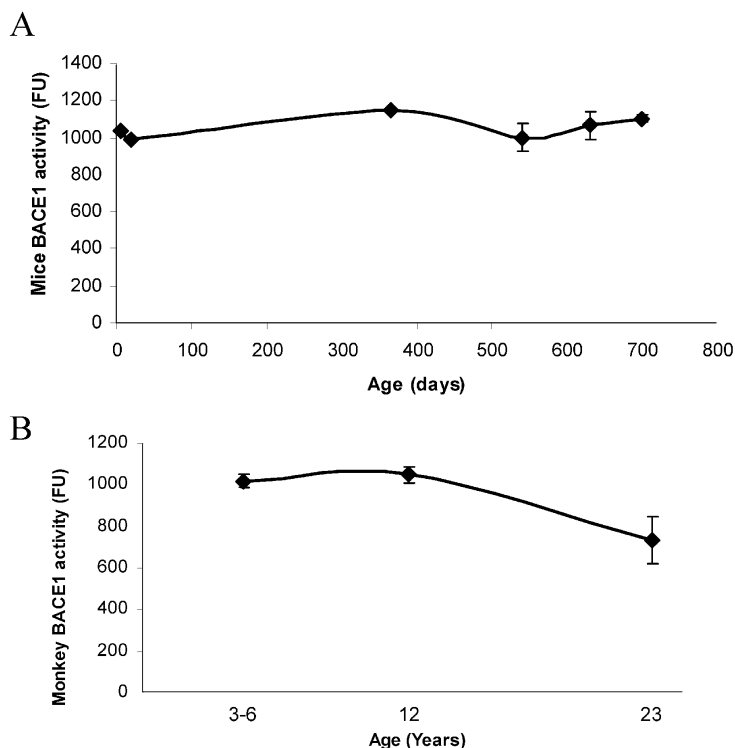 A
Mice BACE1 activity (FU)
1400
1200
1000
800
600
400
200
0
0 100 200 300 400 500 600 700 800
Age (days)
B
Monkey BACE1 activity (FU)
1200
1000
800
600
400
200
0
3-6 12 23
Age (Years)